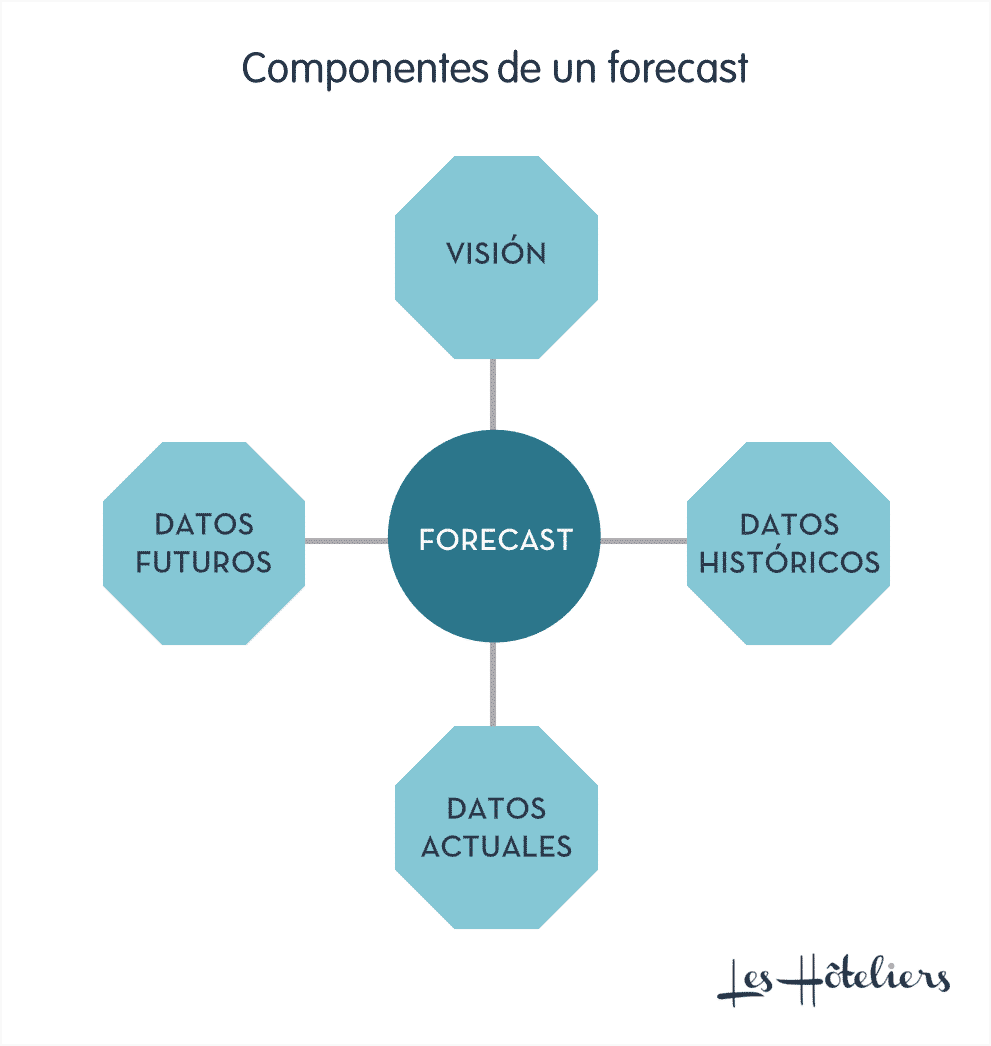 Componentes de un forecast
VISIÓN
DATOS
FUTUROS
FORECAST
DATOS
HISTÓRICOS
DATOS
ACTUALES
Les Hôteliers